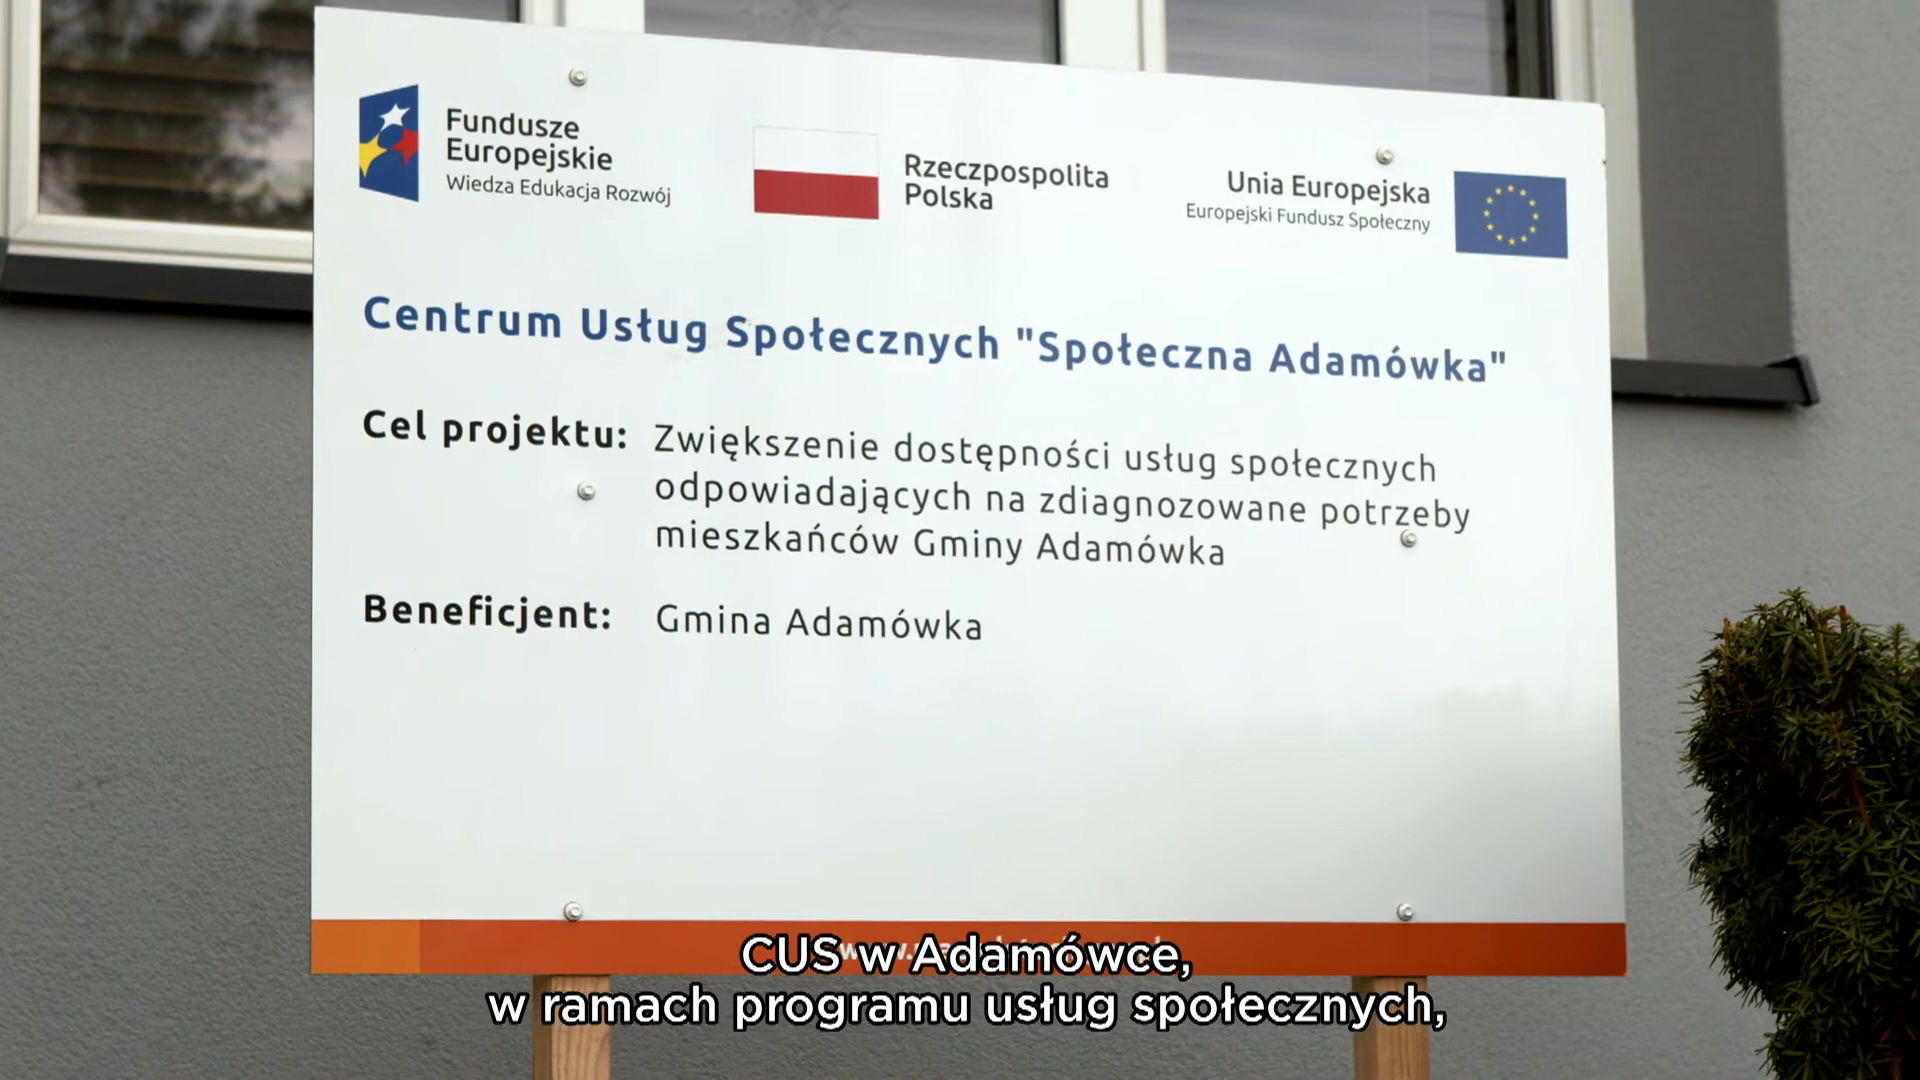 Fundusze
Europejskie
Wiedza Edukacja Rozwój
Rzeczpospolita
Polska
Unia Europejska
Europejski Fundusz Społeczny
Centrum Usług Społecznych "Społeczna Adamówka"
Cel projektu: Zwiększenie dostępności usług społecznych
odpowiadających na zdiagnozowane potrzeby
mieszkańców Gminy Adamówka
Beneficjent: Gmina Adamówka
CUS w Adamówce,
w ramach programu usług społecznych,